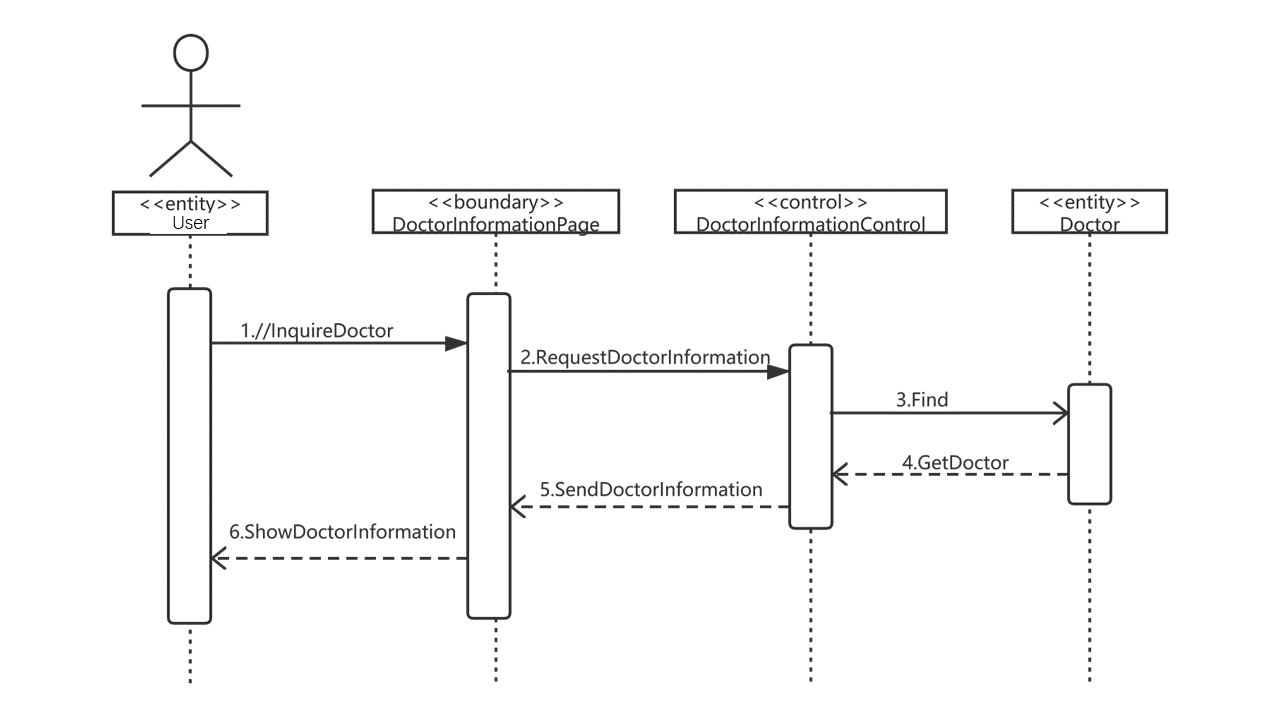 <<entity>>
User
<<boundary>>
DoctorInformationPage
<<control>>
DoctorInformationControl
<<entity>>
Doctor
1.//InquireDoctor
2.RequestDoctorInformation
3.Find
4.GetDoctor
5.SendDoctorInformation
6.ShowDoctorInformation